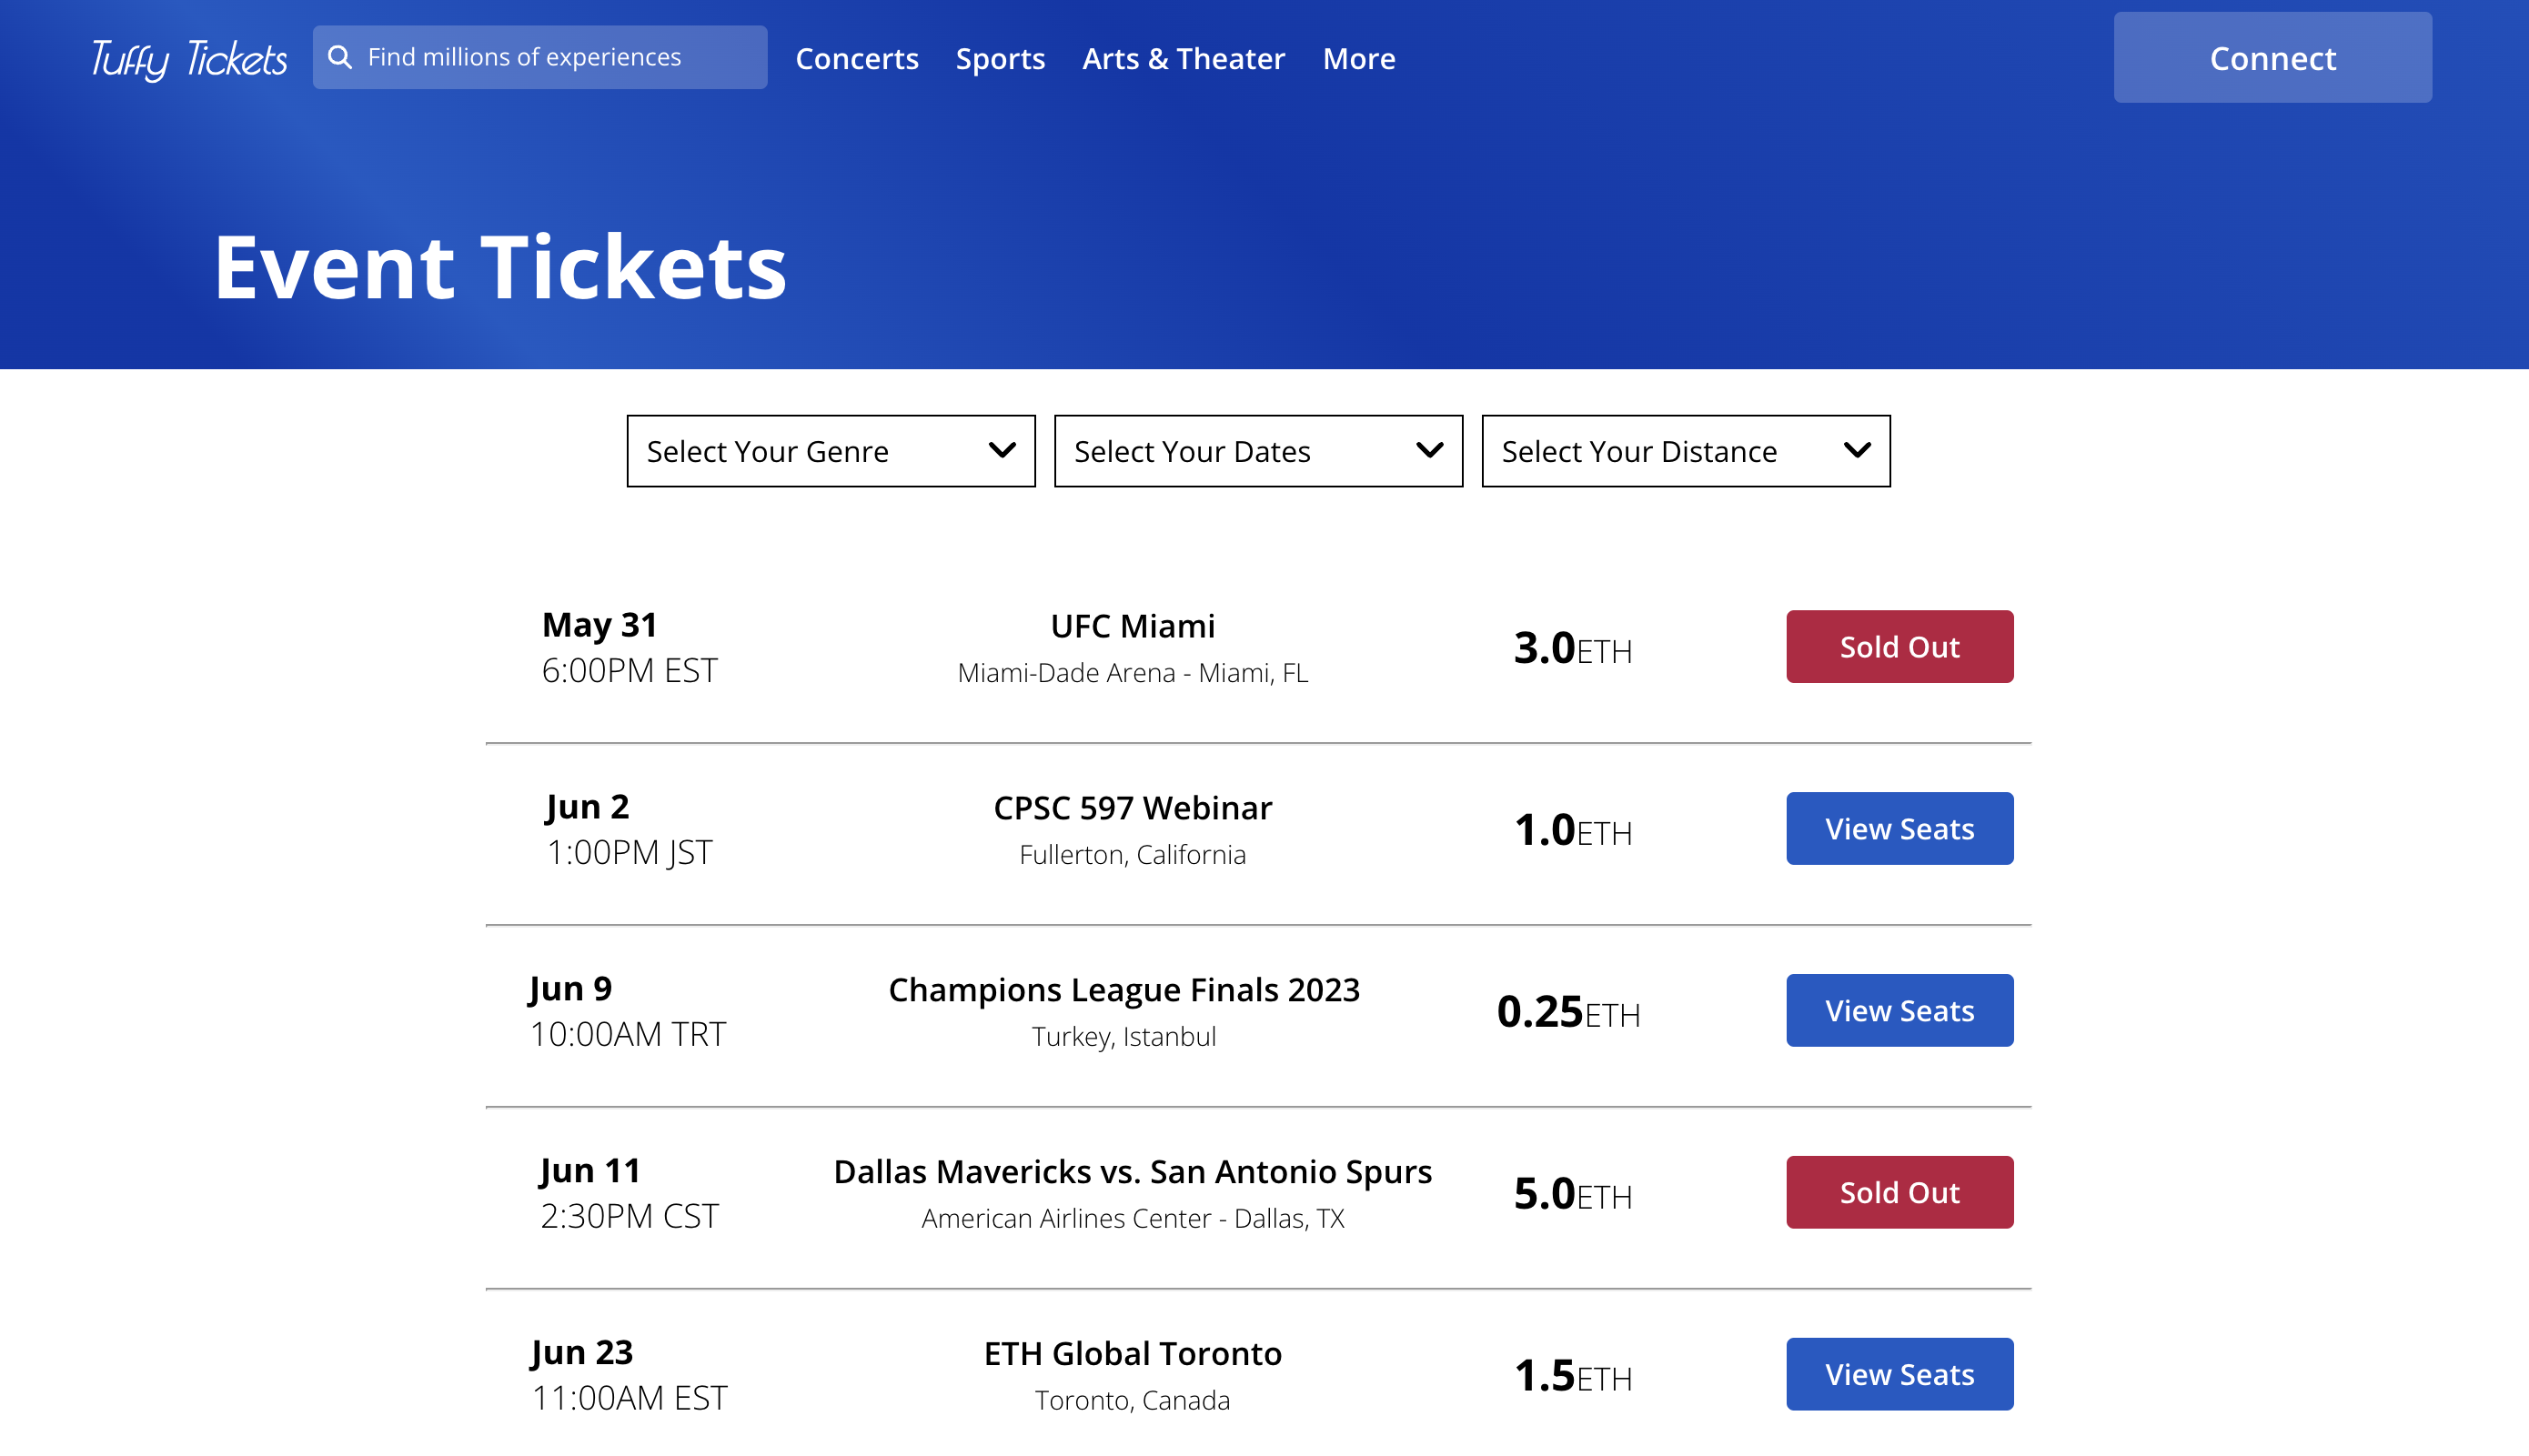 Tuffy Tickets
Find millions of experiences
Concerts Sports Arts & Theater More
Connect
Event Tickets
Select Your Genre Select Your Dates Select Your Distance
May 31
6:00PM EST
UFC Miami
Miami-Dade Arena - Miami, FL
3.0ETH
Sold Out
Jun 2
1:00PM JST
CPSC 597 Webinar
Fullerton, California
1.0ETH
View Seats
Jun 9
10:00AM TRT
Champions League Finals 2023
Turkey, Istanbul
0.25ETH
View Seats
Jun 11
2:30PM CST
Dallas Mavericks vs. San Antonio Spurs
American Airlines Center - Dallas, TX
5.0ETH
Sold Out
Jun 23
11:00AM EST
ETH Global Toronto
Toronto, Canada
1.5ETH
View Seats